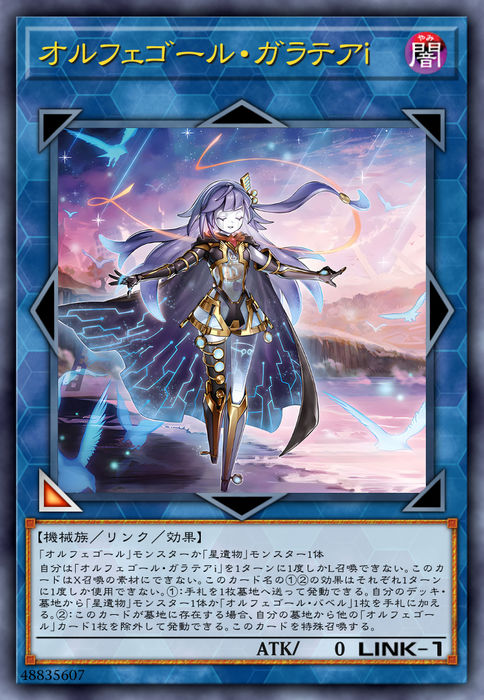 オルフェゴール・ガラテアi
やみ
闇
【機械族／リンク／効果】
「オルフェゴール」モンスターか「星遺物」モンスター1体
自分は「オルフェゴール・ガラテアi」を1ターンに1度しかL召喚できない。このカー
ドはX召喚の素材にできない。このカード名の①②の効果はそれぞれ1ターン
に1度しか使用できない。①：手札を1枚墓地へ送って発動できる。自分のデッキ・
墓地から「星遺物」モンスター1体か「オルフェゴール・バベル」1枚を手札に加え
る。②：このカードが墓地に存在する場合、自分の墓地から他の「オルフェゴー
ル」カード1枚を除外して発動できる。このカードを特殊召喚する。
ATK/ 0 LINK-1
48835607